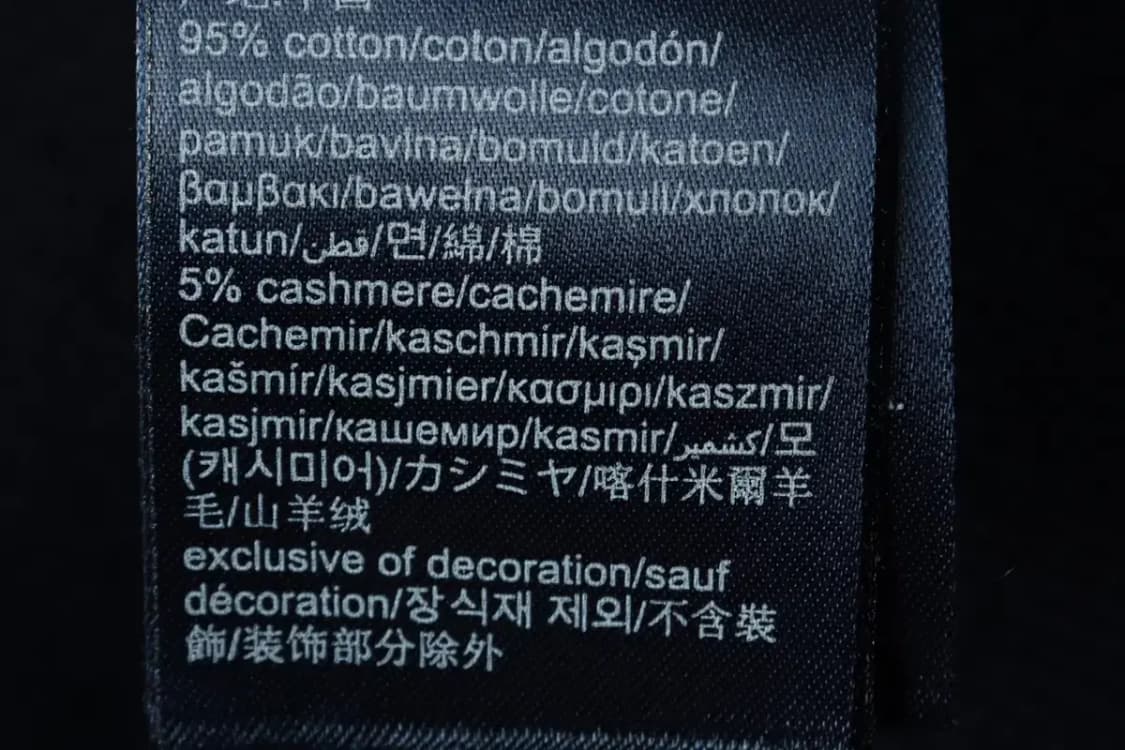 95% cotton/coton/algodón/
algodão/baumwolle/cotone/
pamuk/bavlna/bomuld/katoen/
βαμβακι/bawełna/bomull/хлопок/
katun/قطن/면/綿/棉
5% cashmere/cachemire/
Cachemir/kaschmír/kaşmir/
kašmír/kasjmier/κασμιρι/kaszmir/
kasjmir/кашемир/kasmir/كشمير/모
(캐시미어)/カシミヤ/喀什米爾羊
毛/山羊绒
exclusive of decoration/sauf
décoration/장식재 제외/不含裝
飾/装饰部分除外